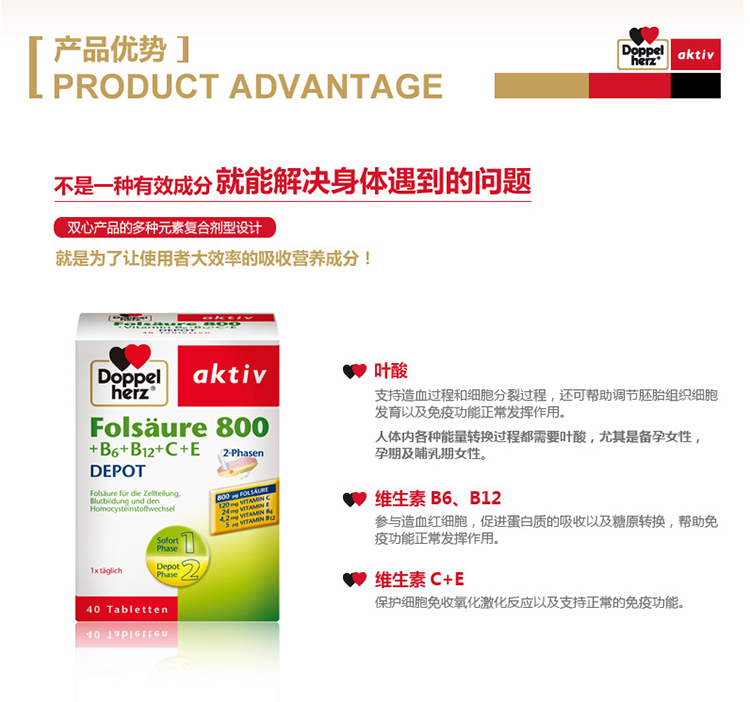 [ 产品优势 ]
PRODUCT ADVANTAGE
Doppel herz® aktiv
不是一种有效成分 就能解决身体遇到的问题
双心产品的多种元素复合剂型设计
就是为了让使用者大效率的吸收营养成分！
aktiv
Folsäure 800
+Vitamin B6+B12+C+E
DEPOT
40 Tabletten
Doppel
herz®
aktiv
Folsäure 800
+B6+B12+C+E
DEPOT
2-Phasen
Folsäure für die Zellteilung,
Blutbildung und den
Homocysteinstoffwechsel
800 µg FOLSÄURE
120 mg VITAMIN C
24 mg VITAMIN E
4,2 mg VITAMIN B6
5 µg VITAMIN B12
Sofort Phase 1
Depot Phase 2
1x täglich
40 Tabletten
叶酸
支持造血过程和细胞分裂过程，还可帮助调节胚胎组织细胞
发育以及免疫功能正常发挥作用。
人体内各种能量转换过程都需要叶酸，尤其是备孕女性，
孕期及哺乳期女性。
维生素 B6、B12
参与造血红细胞，促进蛋白质的吸收以及糖原转换，帮助免
疫功能正常发挥作用。
维生素 C+E
保护细胞免收氧化激化反应以及支持正常的免疫功能。